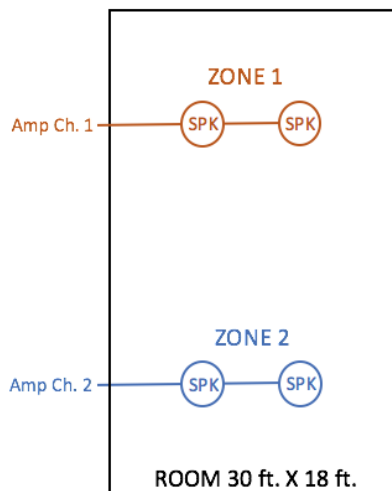 ZONE 1
Amp Ch. 1 SPK SPK
ZONE 2
Amp Ch. 2 SPK SPK
ROOM 30 ft. X 18 ft.